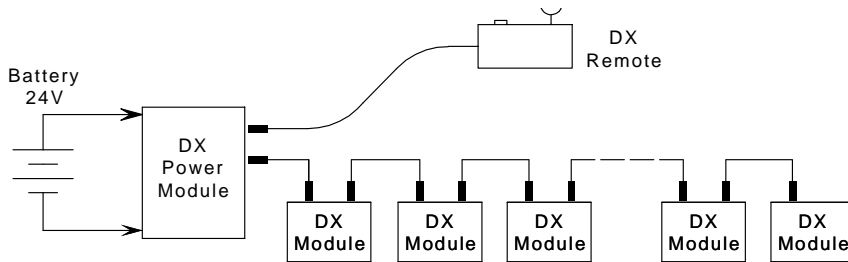 DX
Remote
Battery
24V
DX
Power
Module
DX
Module
DX
Module
DX
Module
DX
Module
DX
Module